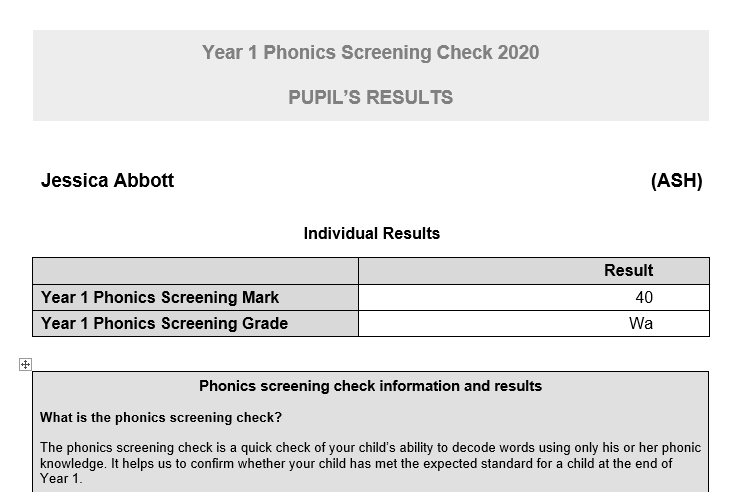 Year 1 Phonics Screening Check 2020
PUPIL'S RESULTS
Jessica Abbott (ASH)
Individual Results
Result
Year 1 Phonics Screening Mark 40
Year 1 Phonics Screening Grade Wa
Phonics screening check information and results
What is the phonics screening check?
The phonics screening check is a quick check of your child's ability to decode words using only his or her phonic
knowledge. It helps us to confirm whether your child has met the expected standard for a child at the end of
Year 1.